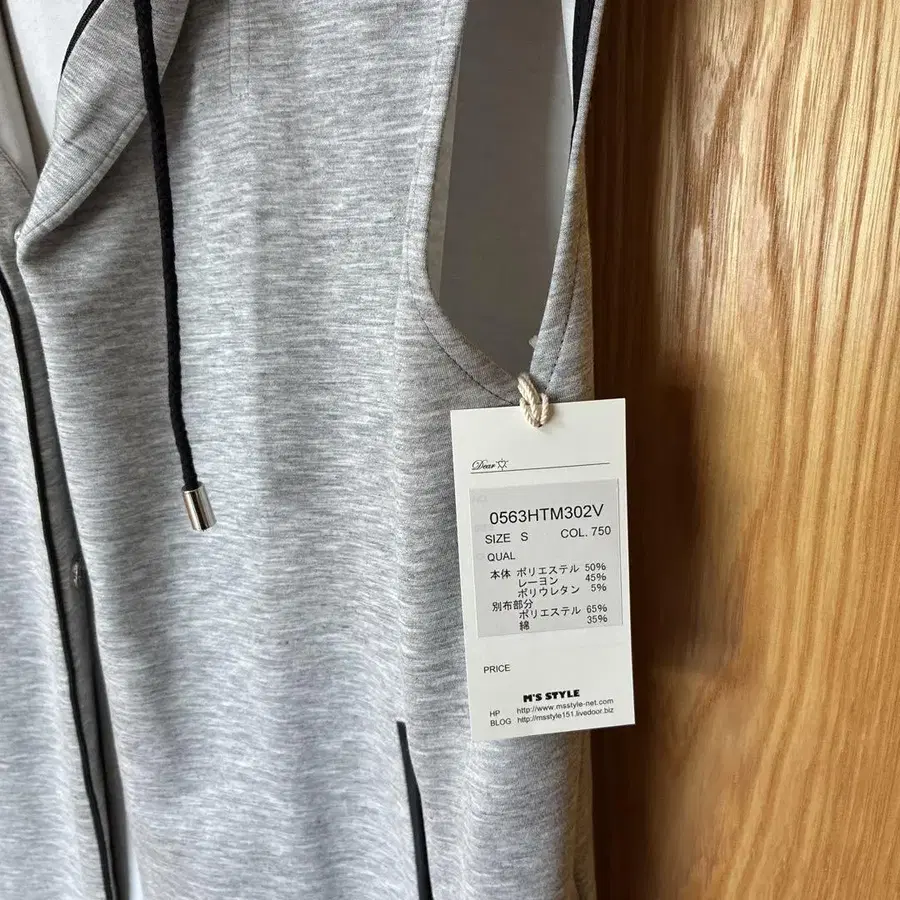 Dear
0563HTM302V
SIZE S COL. 750
QUAL
本体 ポリエステル 50%
レーヨン 45%
ポリウレタン 5%
別布部分
ポリエステル 65%
綿 35%
PRICE
M'S STYLE
HP http://www.msstyle-net.com
BLOG http://msstyle151.livedoor.biz